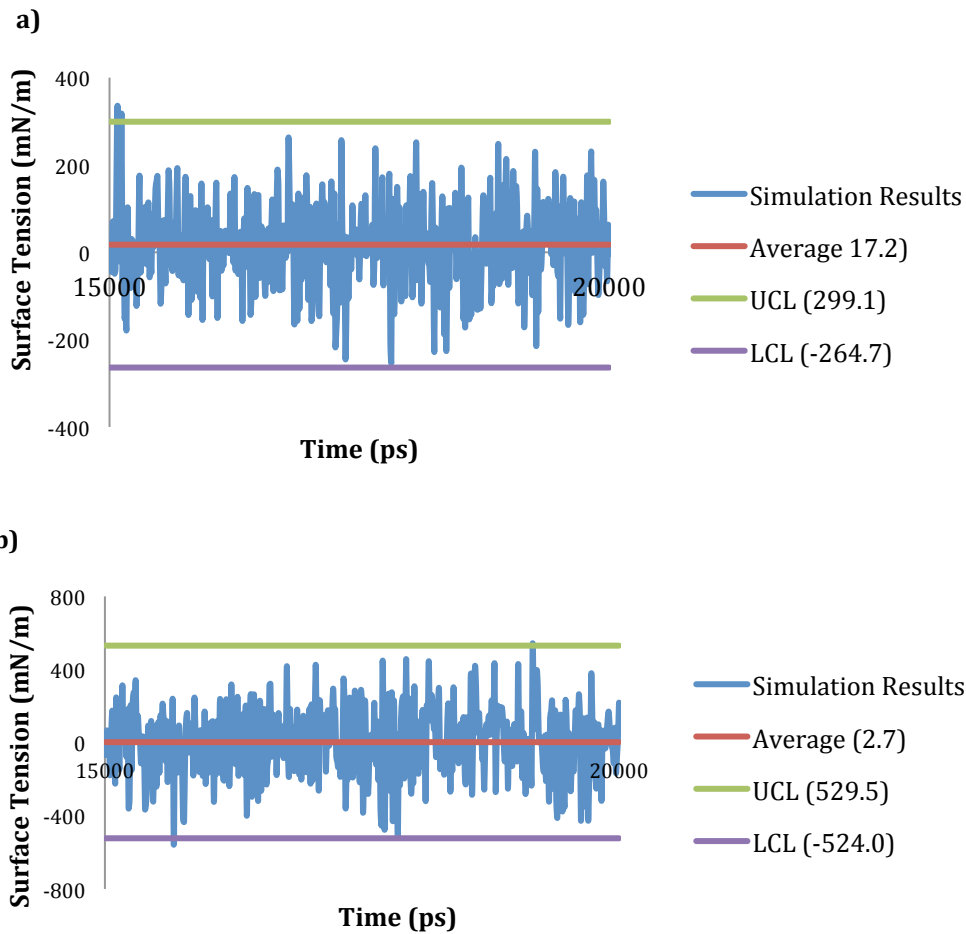 a)
Surface Tension (mN/m)
400
200
0
-200
-400
15000
20000
Time (ps)
Simulation Results
Average 17.2)
UCL (299.1)
LCL (-264.7)
b)
Surface Tension (mN/m)
800
400
0
-400
-800
15000
20000
Time (ps)
Simulation Results
Average (2.7)
UCL (529.5)
LCL (-524.0)